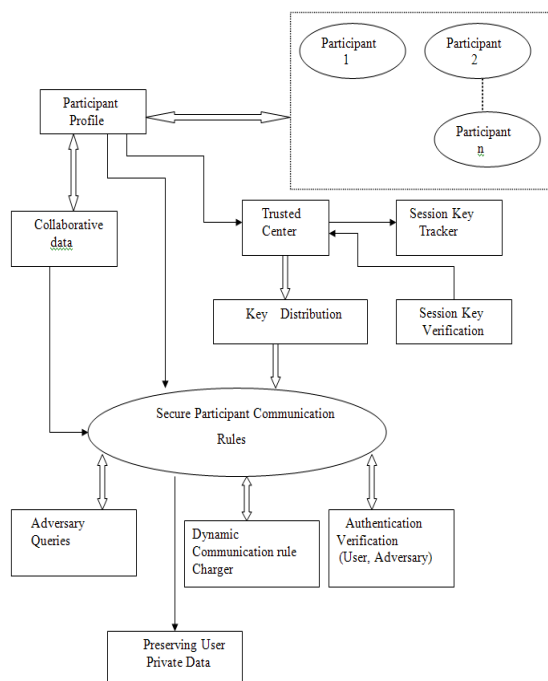 Participant
1
Participant
2
Participant
n
Participant
Profile
Collaborative
data
Trusted
Center
Session Key
Tracker
Key Distribution
Session Key
Verification
Secure Participant Communication
Rules
Adversary
Queries
Dynamic
Communication rule
Charger
Authentication
Verification
(User, Adversary)
Preserving User
Private Data